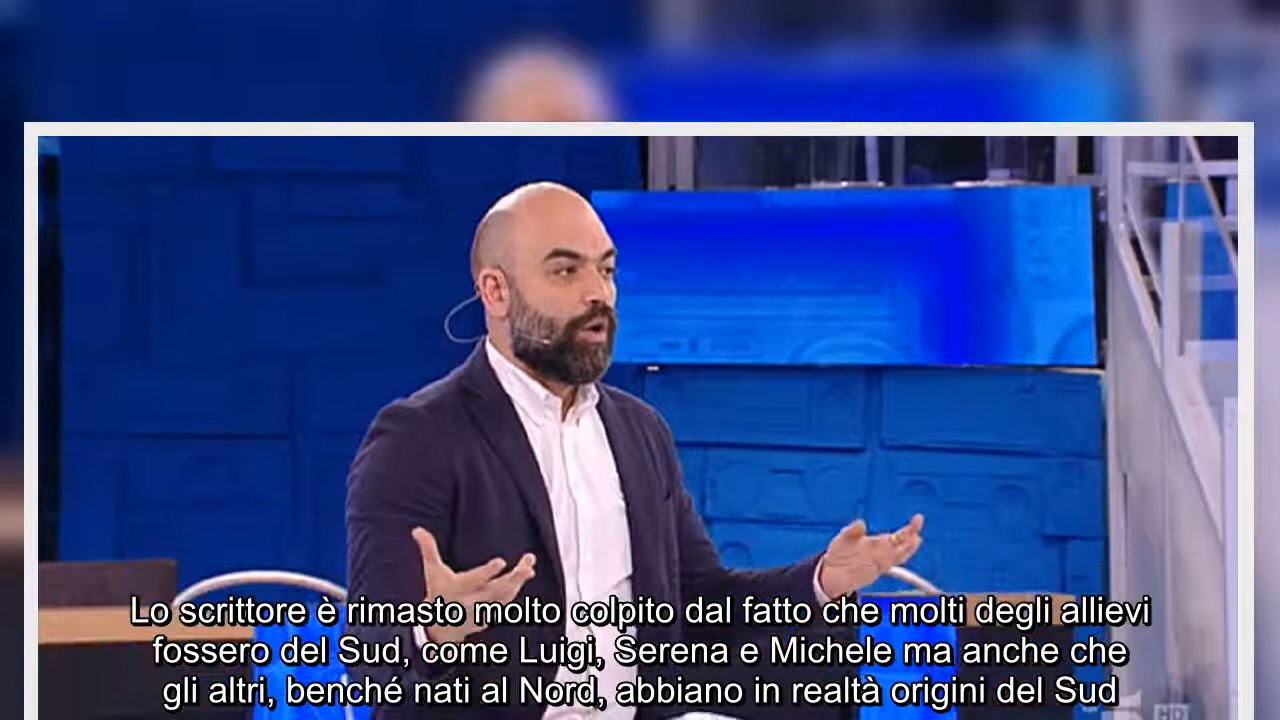 Lo scrittore è rimasto molto colpito dal fatto che molti degli allievi
fossero del Sud, come Luigi, Serena e Michele ma anche che
gli altri, benché nati al Nord, abbiano in realtà origini del Sud
HD